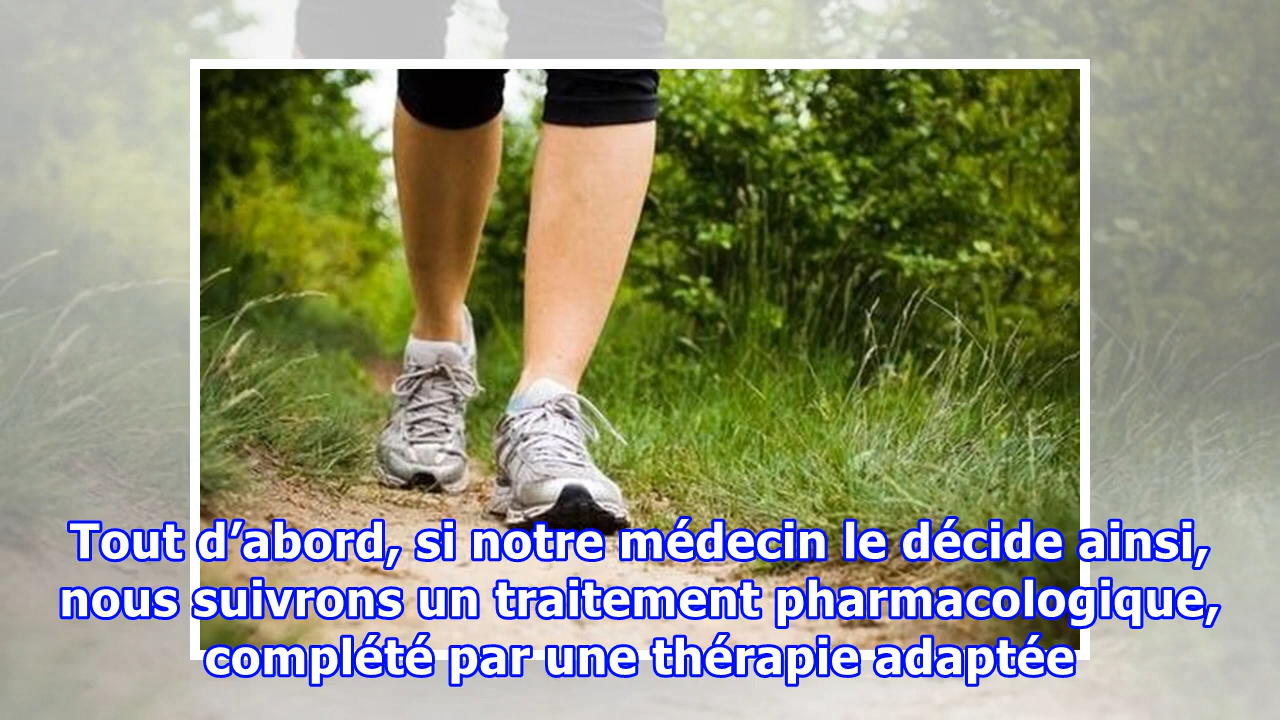 Tout d’abord, si notre médecin le décide ainsi,
nous suivrons un traitement pharmacologique,
complété par une thérapie adaptée